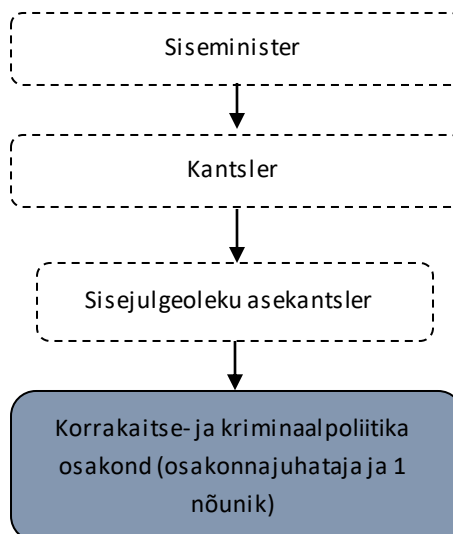 Siseminister
Kantsler
Sisejulgeoleku asekantsler
Korrakaitse- ja kriminaalpoliitika
osakond (osakonnajuhataja ja 1
nõunik)